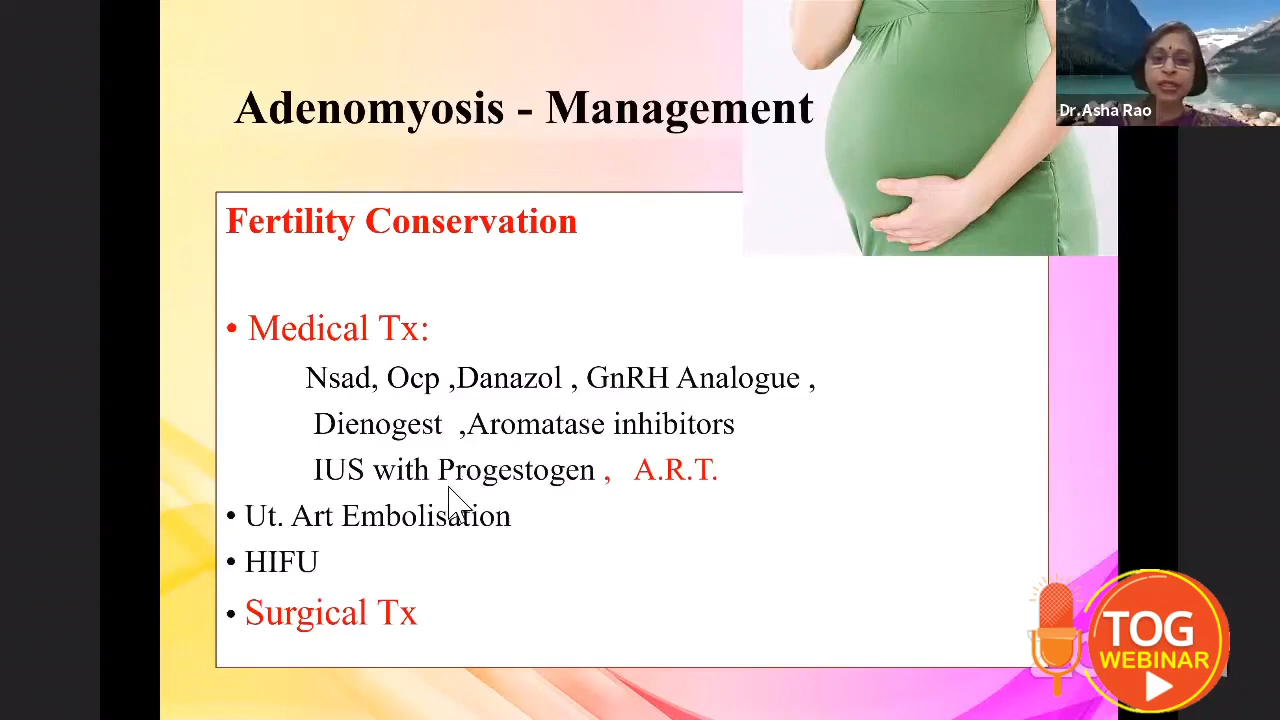 Adenomyosis - Management
Dr.Asha Rao
Fertility Conservation
• Medical Tx:
Nsad, Ocp ,Danazol , GnRH Analogue ,
Dienogest ,Aromatase inhibitors
IUS with Progestogen , A.R.T.
• Ut. Art Embolisation
• HIFU
• Surgical Tx
TOG
WEBINAR